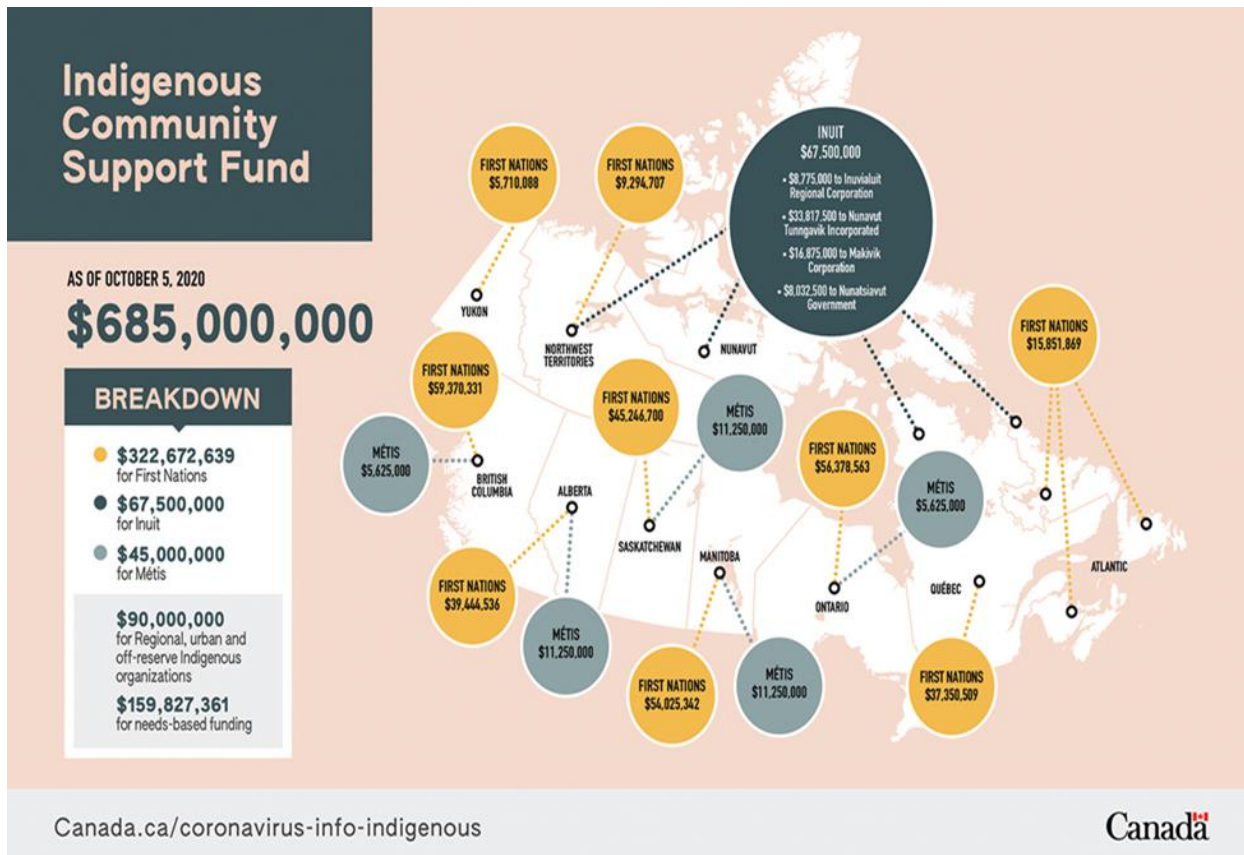 Indigenous
Community
Support Fund
AS OF OCTOBER 5, 2020
$685,000,000
BREAKDOWN
$322,672,639
for First Nations
$67,500,000
for Inuit
$45,000,000
for Métis
$90,000,000
for Regional, urban and
off-reserve Indigenous
organizations
$159,827,361
for needs-based funding
FIRST NATIONS
$5,710,088
FIRST NATIONS
$9,294,707
INUIT
$67,500,000
• $8,775,000 to Inuvialuit
Regional Corporation
• $33,817,500 to Nunavut
Tunngavik Incorporated
• $16,875,000 to Makivik
Corporation
• $8,032,500 to Nunatsiavut
Government
YUKON
NORTHWEST
TERRITORIES
NUNAVUT
FIRST NATIONS
$15,851,869
FIRST NATIONS
$59,370,331
FIRST NATIONS
$45,246,700
MÉTIS
$11,250,000
MÉTIS
$5,625,000
BRITISH
COLUMBIA
ALBERTA
FIRST NATIONS
$56,378,563
MÉTIS
$5,625,000
SASKATCHEWAN
MANITOBA
ONTARIO
QUÉBEC
ATLANTIC
FIRST NATIONS
$39,444,536
MÉTIS
$11,250,000
FIRST NATIONS
$54,025,342
MÉTIS
$11,250,000
FIRST NATIONS
$37,350,509
Canada.ca/coronavirus-info-indigenous
Canada